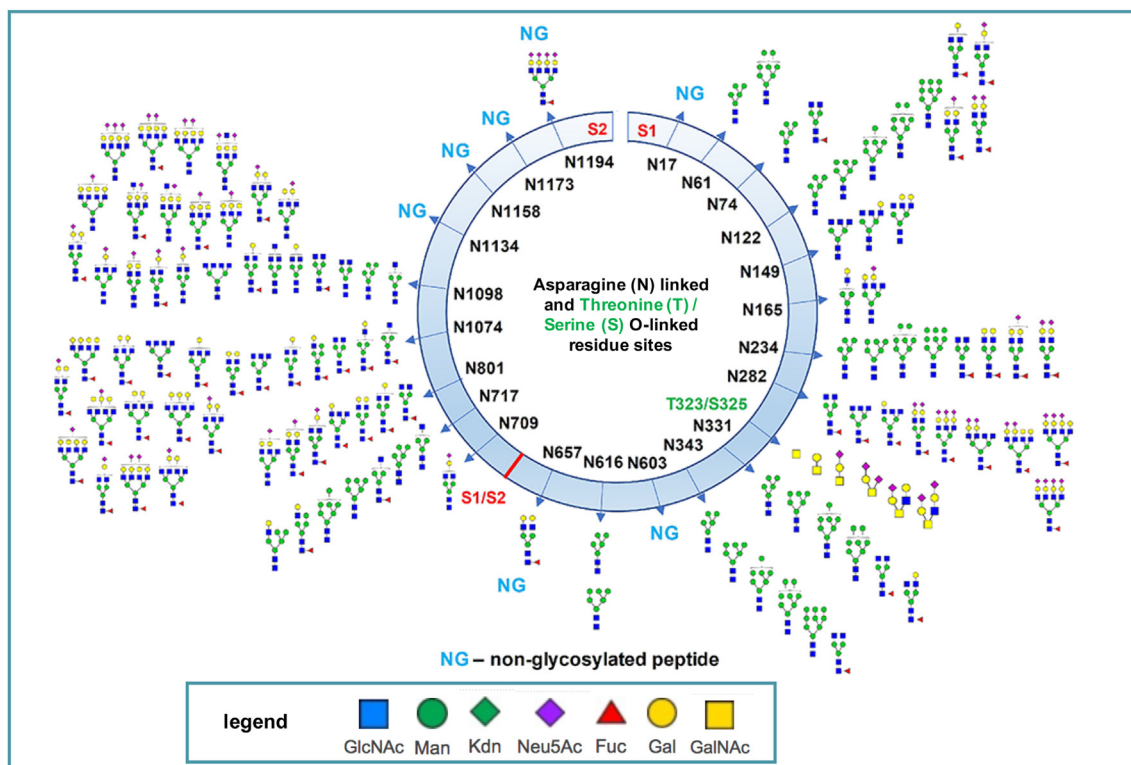 NG
NG
NG
NG
NG
NG
S2
S1
N1194
N17
N1173
N61
N1158
N74
N1134
N122
N149
Asparagine (N) linked
and Threonine (T) /
Serine (S) O-linked
residue sites
N1098
N165
N1074
N234
N801
N282
N717
T323/S325
N709
N331
N657
N616
N603
N343
S1/S2
NG
NG
NG – non-glycosylated peptide
legend
GlcNAc
Man
Kdn
Neu5Ac
Fuc
Gal
GalNAc